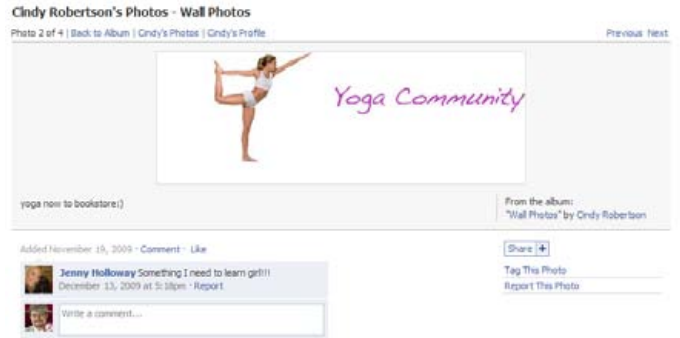 Cindy Robertson's Photos - Wall Photos
Photo 2 of 4 | Back to Album | Cindy's Photos | Cindy's Profile
Previous Next
Yoga Community
yoga now to bookstore:)
From the album:
"Wall Photos" by Cindy Robertson
Added November 19, 2009 · Comment · Like
Share +
Jenny Holloway Something I need to learn girl!!!
December 13, 2009 at 5:18pm · Report
Tag This Photo
Report This Photo
Write a comment...